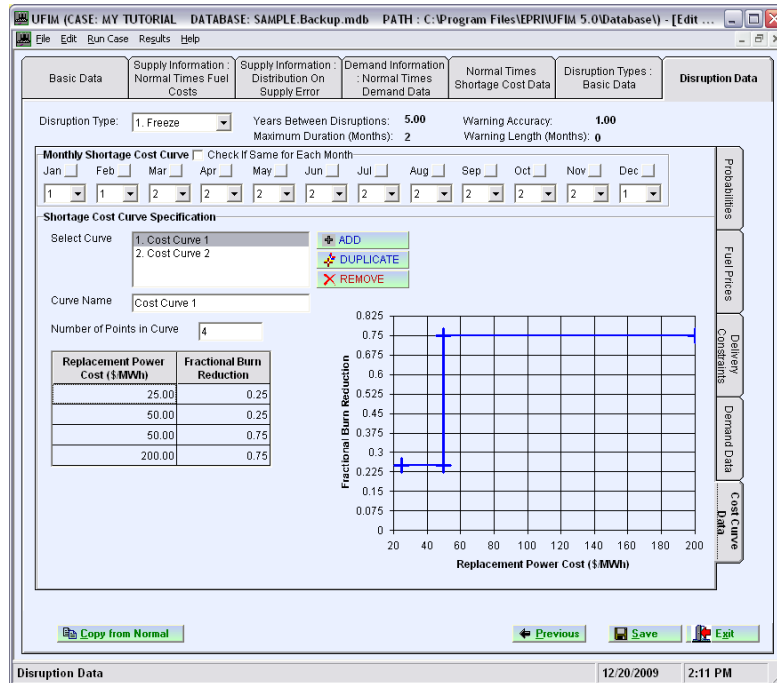 UFIM (CASE: MY TUTORIAL DATABASE: SAMPLE.Backup.mdb PATH : C:\Program Files\EPRI\UFIM 5.0\Database\) - [Edit ...
File Edit Run Case Results Help
Basic Data
Supply Information :
Normal Times Fuel
Costs
Supply Information :
Distribution On
Supply Error
Demand Information
: Normal Times
Demand Data
Normal Times
Shortage Cost Data
Disruption Types :
Basic Data
Disruption Data
Disruption Type: 1. Freeze Years Between Disruptions: 5.00 Warning Accuracy: 1.00
Maximum Duration (Months): 2 Warning Length (Months): 0
Monthly Shortage Cost Curve Check If Same for Each Month
Jan Feb Mar Apr May Jun Jul Aug Sep Oct Nov Dec
1 1 2 2 2 2 2 2 2 2 2 1
Shortage Cost Curve Specification
Select Curve
1. Cost Curve 1
2. Cost Curve 2
ADD
DUPLICATE
REMOVE
Curve Name Cost Curve 1
Number of Points in Curve 4
Replacement Power
Cost ($/MWh)
Fractional Burn
Reduction
25.00 0.25
50.00 0.25
50.00 0.75
200.00 0.75
Fractional Burn Reduction
0.825
0.75
0.675
0.6
0.525
0.45
0.375
0.3
0.225
0.15
0.075
0
20 40 60 80 100 120 140 160 180 200
Replacement Power Cost ($/MWh)
Probabilities
Fuel Prices
Delivery
Constraints
Demand Data
Cost Curve
Data
Copy from Normal
Previous
Save
Exit
Disruption Data 12/20/2009 2:11 PM